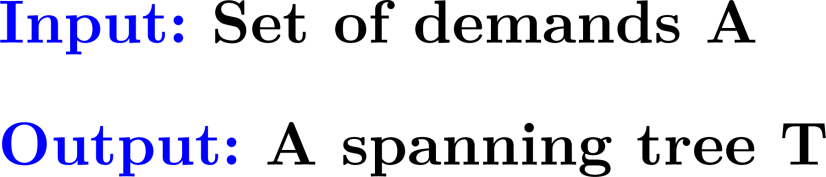 Input: Set of demands A
Output: A spanning tree T